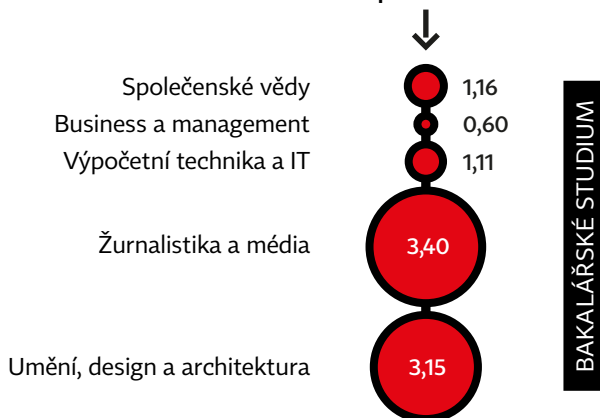 Společenské vědy 1,16
Business a management 0,60
Výpočetní technika a IT 1,11
Žurnalistika a média 3,40
Umění, design a architektura 3,15
BAKALÁŘSKÉ STUDIUM